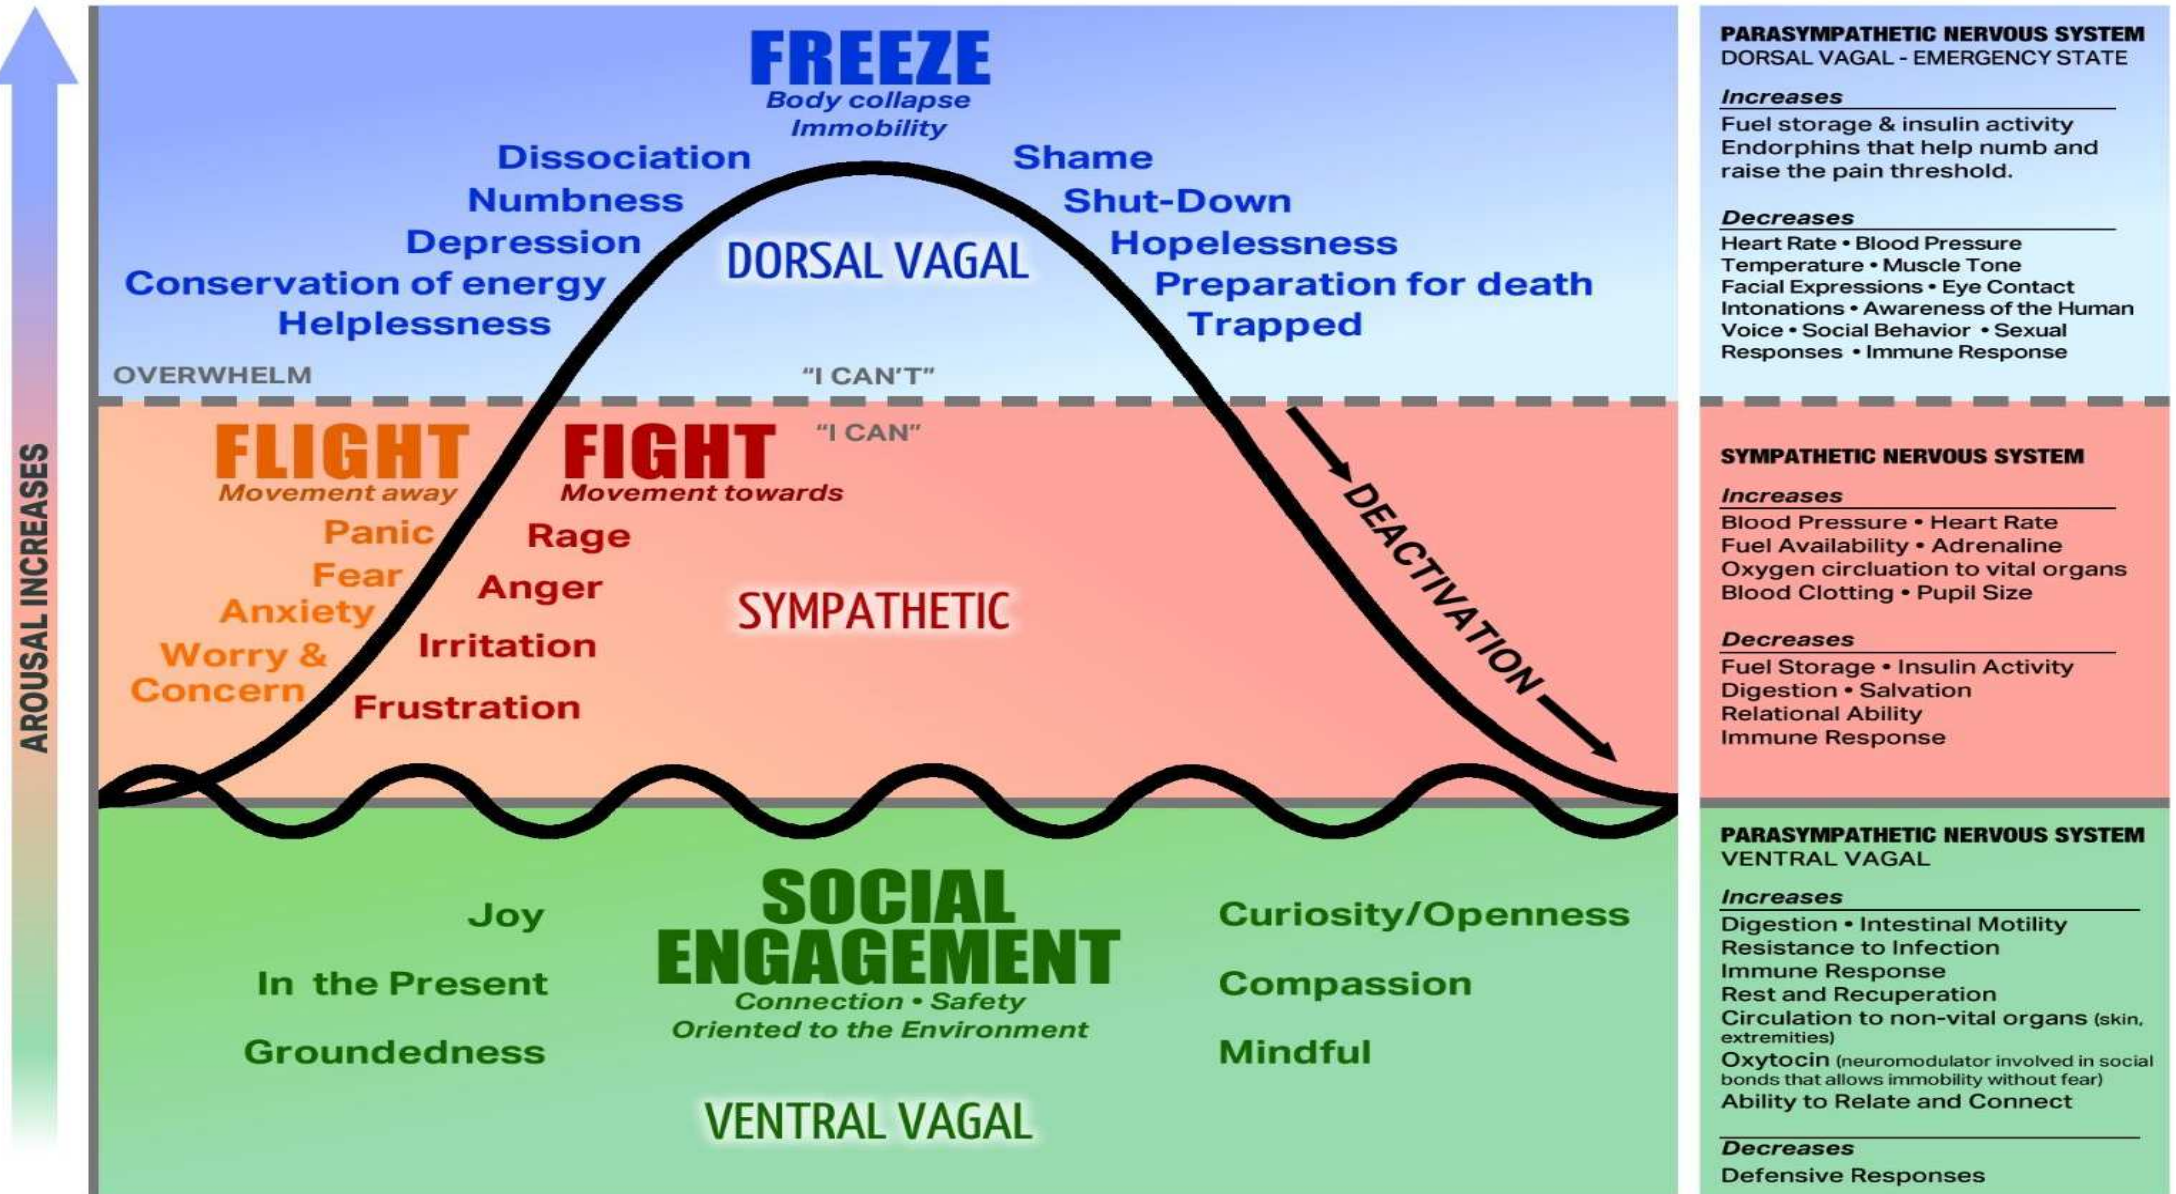 AROUSAL INCREASES
FREEZE
Body collapse
Immobility
Dissociation
Numbness
Depression
Conservation of energy
Helplessness
Shame
Shut-Down
Hopelessness
Preparation for death
Trapped
DORSAL VAGAL
OVERWHELM
"I CAN'T"
"I CAN"
FLIGHT
Movement away
Panic
Fear
Anxiety
Worry &
Concern
FIGHT
Movement towards
Rage
Anger
Irritation
Frustration
SYMPATHETIC
DEACTIVATION
SOCIAL
ENGAGEMENT
Connection • Safety
Oriented to the Environment
Joy
In the Present
Groundedness
Curiosity/Openness
Compassion
Mindful
VENTRAL VAGAL
PARASYMPATHETIC NERVOUS SYSTEM
DORSAL VAGAL - EMERGENCY STATE
Increases
Fuel storage & insulin activity
Endorphins that help numb and
raise the pain threshold.
Decreases
Heart Rate • Blood Pressure
Temperature • Muscle Tone
Facial Expressions • Eye Contact
Intonations • Awareness of the Human
Voice • Social Behavior • Sexual
Responses • Immune Response
SYMPATHETIC NERVOUS SYSTEM
Increases
Blood Pressure • Heart Rate
Fuel Availability • Adrenaline
Oxygen circluation to vital organs
Blood Clotting • Pupil Size
Decreases
Fuel Storage • Insulin Activity
Digestion • Salvation
Relational Ability
Immune Response
PARASYMPATHETIC NERVOUS SYSTEM
VENTRAL VAGAL
Increases
Digestion • Intestinal Motility
Resistance to Infection
Immune Response
Rest and Recuperation
Circulation to non-vital organs (skin,
extremities)
Oxytocin (neuromodulator involved in social
bonds that allows immobility without fear)
Ability to Relate and Connect
Decreases
Defensive Responses